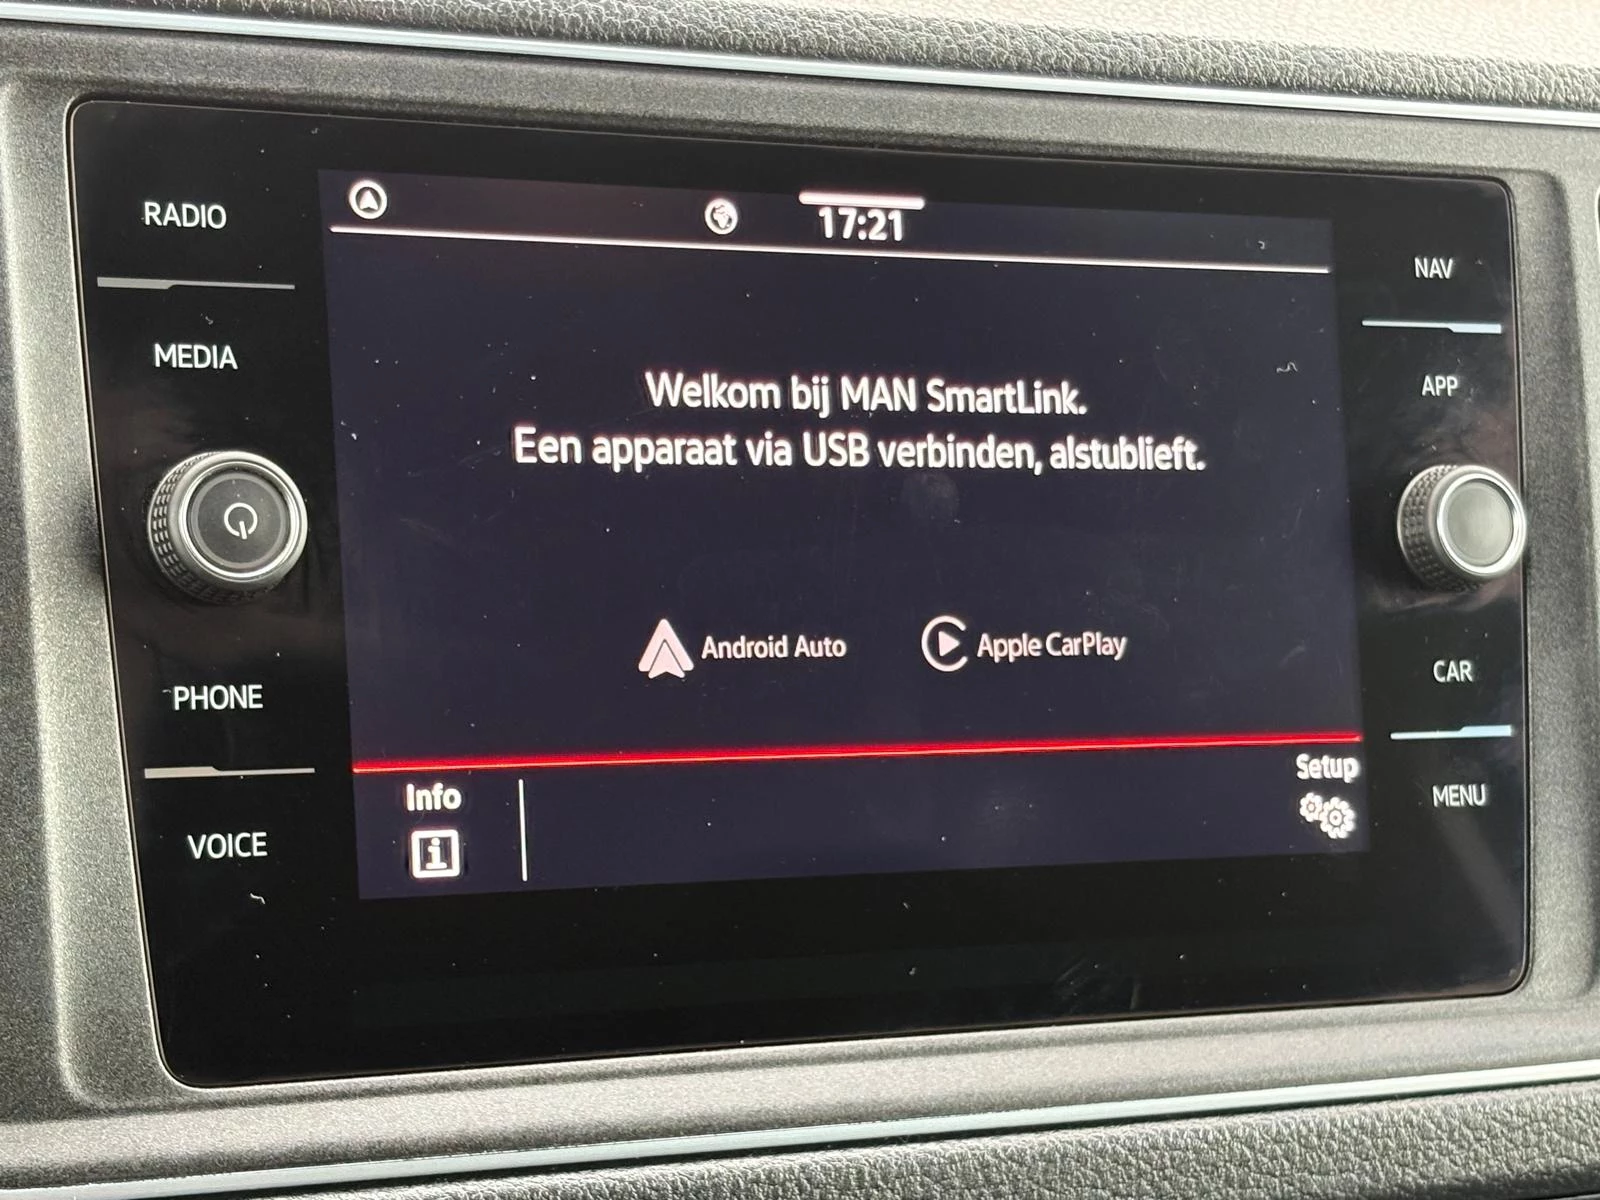 RADIO
MEDIA
PHONE
VOICE
17:21
Welkom bij MAN SmartLink.
Een apparaat via USB verbinden, alstublieft.
Android Auto
Apple CarPlay
Info
i
Setup
NAV
APP
CAR
MENU